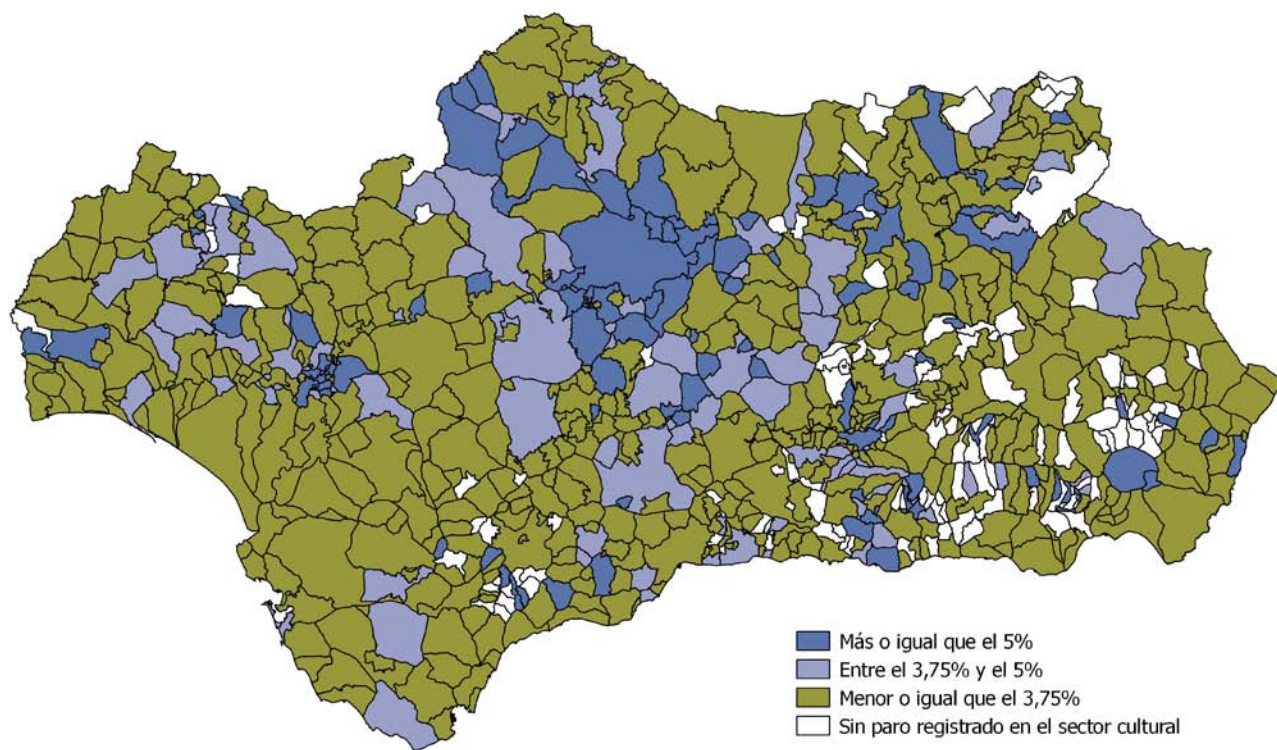 Más o igual que el 5%
Entre el 3,75% y el 5%
Menor o igual que el 3,75%
Sin paro registrado en el sector cultural